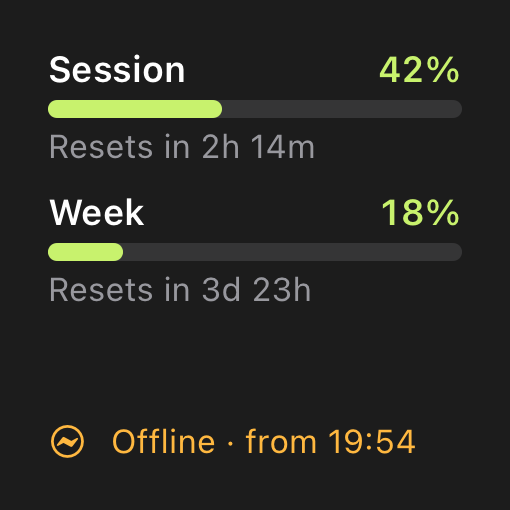 Session 42%
Resets in 2h 14m
Week 18%
Resets in 3d 23h
Offline · from 19:54